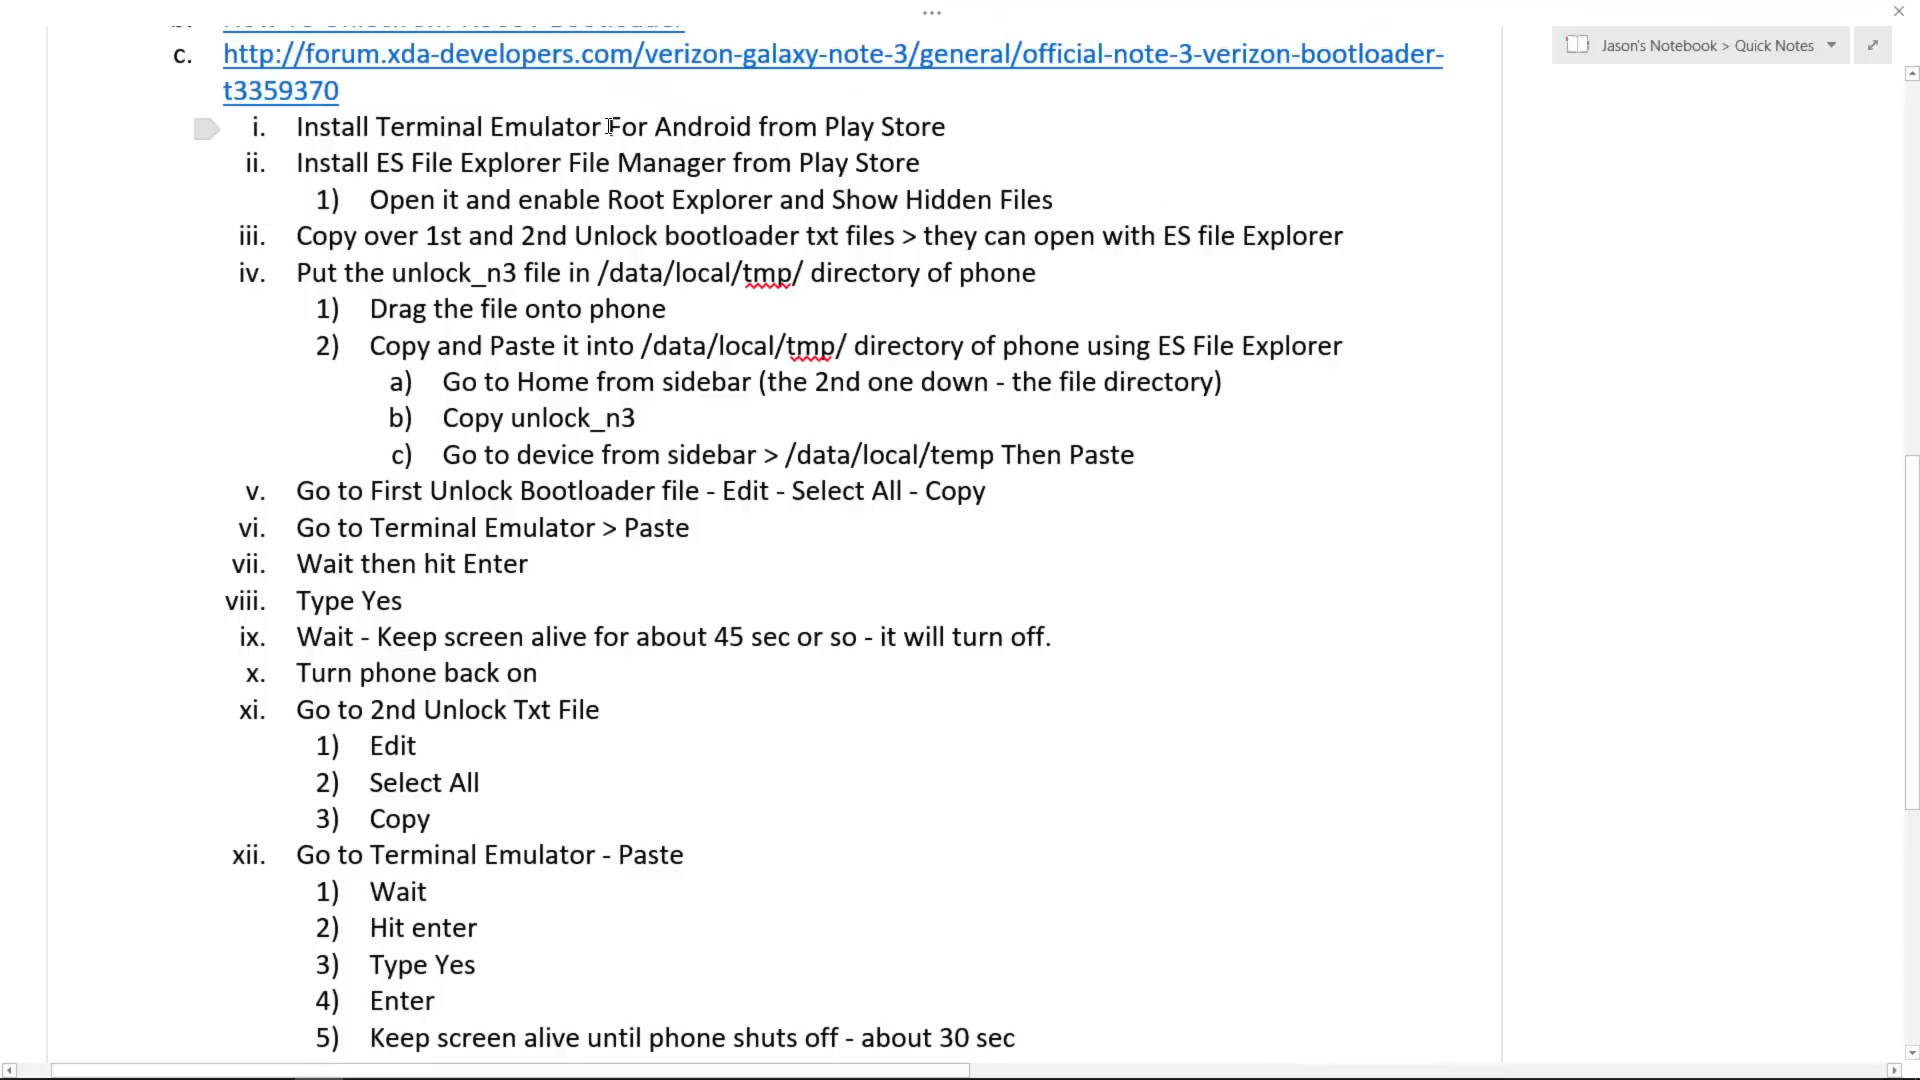 c. http://forum.xda-developers.com/verizon-galaxy-note-3/general/official-note-3-verizon-bootloader-
t3359370
Jason's Notebook > Quick Notes
i. Install Terminal Emulator For Android from Play Store
ii. Install ES File Explorer File Manager from Play Store
1) Open it and enable Root Explorer and Show Hidden Files
iii. Copy over 1st and 2nd Unlock bootloader txt files > they can open with ES file Explorer
iv. Put the unlock_n3 file in /data/local/tmp/ directory of phone
1) Drag the file onto phone
2) Copy and Paste it into /data/local/tmp/ directory of phone using ES File Explorer
a) Go to Home from sidebar (the 2nd one down - the file directory)
b) Copy unlock_n3
c) Go to device from sidebar > /data/local/temp Then Paste
v. Go to First Unlock Bootloader file - Edit - Select All - Copy
vi. Go to Terminal Emulator > Paste
vii. Wait then hit Enter
viii. Type Yes
ix. Wait - Keep screen alive for about 45 sec or so - it will turn off.
x. Turn phone back on
xi. Go to 2nd Unlock Txt File
1) Edit
2) Select All
3) Copy
xii. Go to Terminal Emulator - Paste
1) Wait
2) Hit enter
3) Type Yes
4) Enter
5) Keep screen alive until phone shuts off - about 30 sec